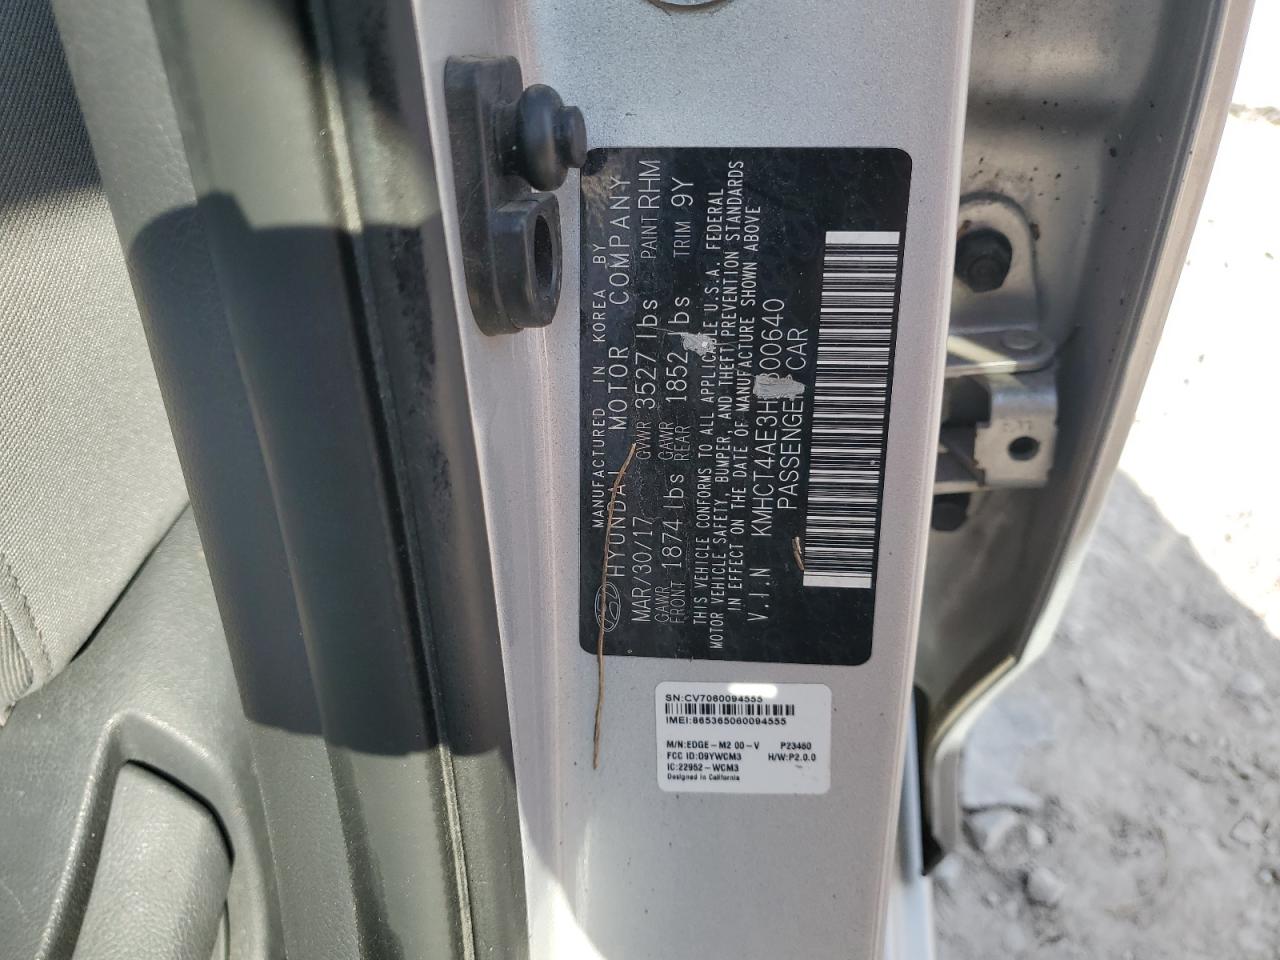 MANUFACTURED IN KOREA BY
HYUNDAI MOTOR COMPANY
MAR/30/17 GVWR 3527 lbs PAINT RHM
GAWR FRONT 1874 lbs GAWR REAR 1852 lbs TRIM 9Y
THIS VEHICLE CONFORMS TO ALL APPLICABLE U.S.A. FEDERAL
MOTOR VEHICLE SAFETY, BUMPER, AND THEFT PREVENTION STANDARDS
IN EFFECT ON THE DATE OF MANUFACTURE SHOWN ABOVE
V.I.N
PASSENGER CAR
SN:CV7060094555
IMEI:865365060094555
M/N:EDGE-M2 00-V P23460
FCC ID:O9YWCM3 H/W:P2.0.0
IC:22952-WCM3
Designed in California